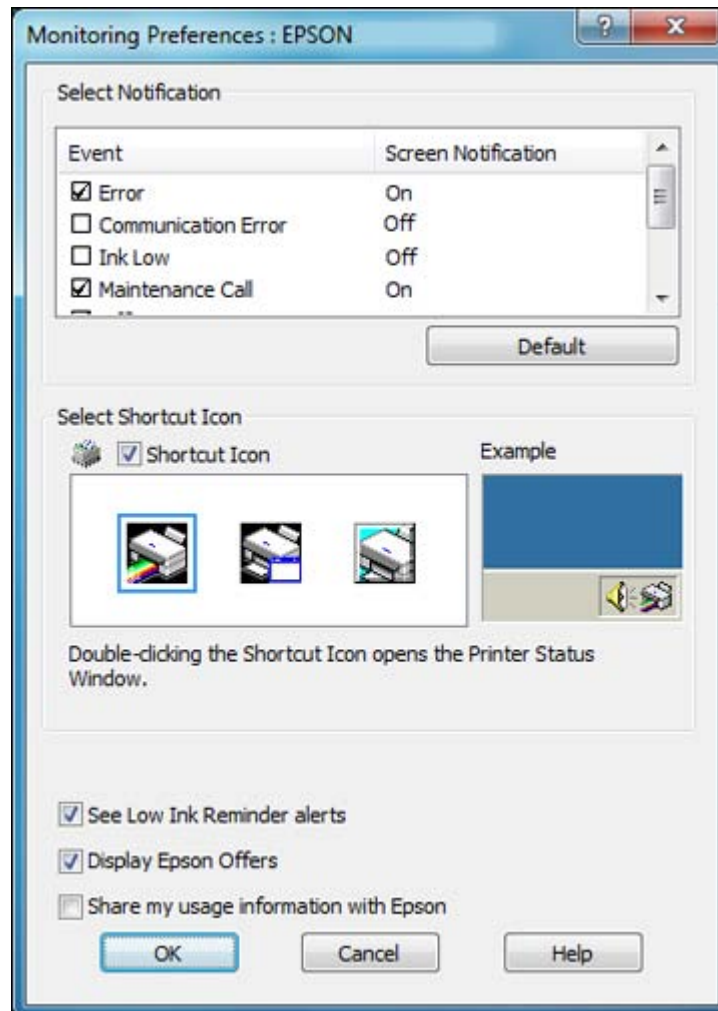 Monitoring Preferences : EPSON
Select Notification
Event Screen Notification
Error On
Communication Error Off
Ink Low Off
Maintenance Call On
Default
Select Shortcut Icon
Shortcut Icon Example
Double-clicking the Shortcut Icon opens the Printer Status
Window.
See Low Ink Reminder alerts
Display Epson Offers
Share my usage information with Epson
OK Cancel Help